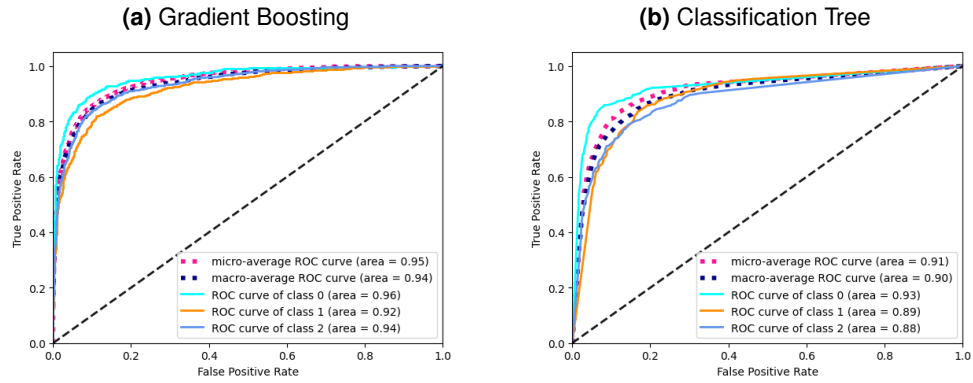 (a) Gradient Boosting
1.0
0.8
0.6
0.4
0.2
0.0
True Positive Rate
micro-average ROC curve (area = 0.95)
macro-average ROC curve (area = 0.94)
ROC curve of class 0 (area = 0.96)
ROC curve of class 1 (area = 0.92)
ROC curve of class 2 (area = 0.94)
0.0 0.2 0.4 0.6 0.8 1.0
False Positive Rate
(b) Classification Tree
1.0
0.8
0.6
0.4
0.2
0.0
True Positive Rate
micro-average ROC curve (area = 0.91)
macro-average ROC curve (area = 0.90)
ROC curve of class 0 (area = 0.93)
ROC curve of class 1 (area = 0.89)
ROC curve of class 2 (area = 0.88)
0.0 0.2 0.4 0.6 0.8 1.0
False Positive Rate